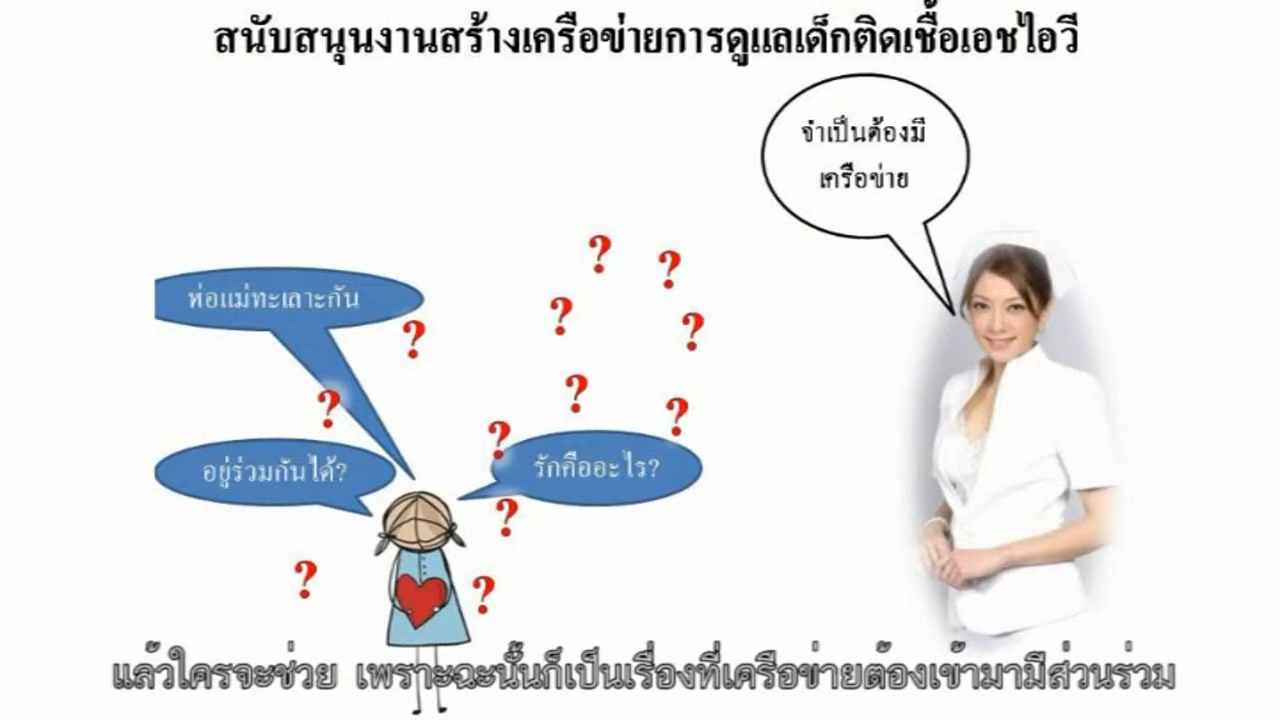 สนับสนุนงานสร้างเครือข่ายการดูแลเด็กติดเชื้อเอชไอวี
จำเป็นต้องมี
เครือข่าย
พ่อแม่ทะเลาะกัน
อยู่ร่วมกันได้?
รักคืออะไร?
? ? ? ? ? ? ? ? ? ? ? ?
แล้วใครจะช่วย เพราะฉะนั้นก็เป็นเรื่องที่เครือข่ายต้องเข้ามามีส่วนร่วม